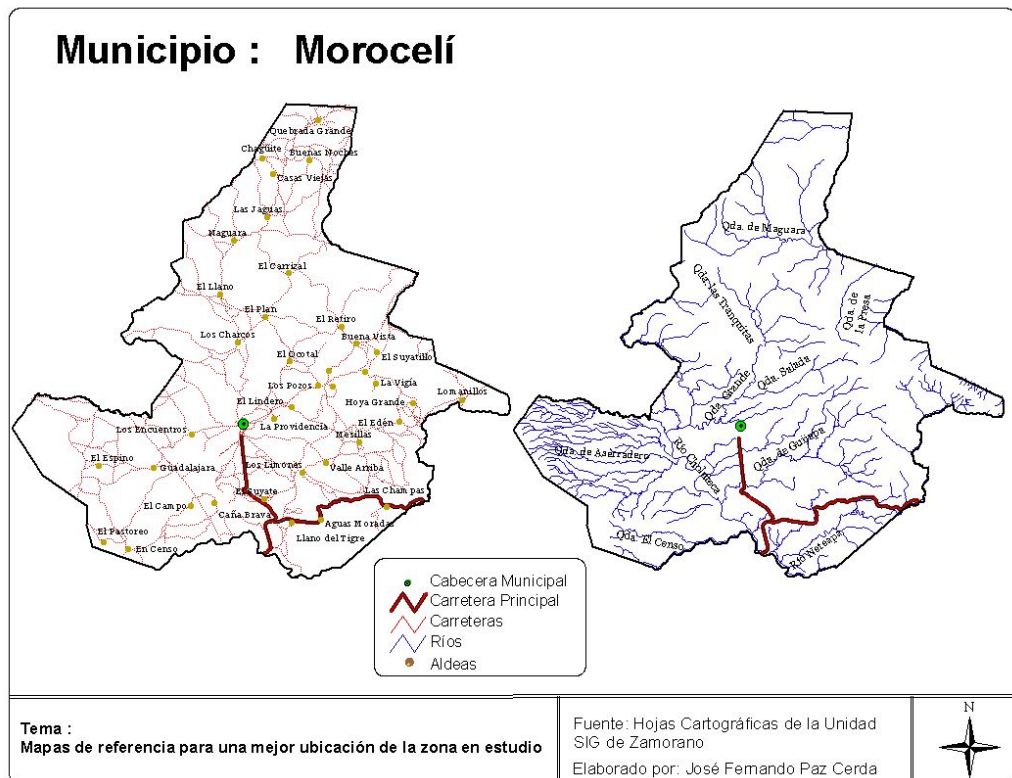 Municipio : Morocelí
Quebrada Grande
Chagüite
Buenas Noches
Casas Viejas
Las Jaguas
Maguara
El Carrizal
El Llano
El Plan
El Retiro
Los Charcos
Buena Vista
El Ocotal
El Suyatillo
Los Pozos
La Vigía
Lomanillos
El Lindero
Hoya Grande
La Providencia
El Edén
Los Encuentros
Mesillas
El Espino
Guadalajara
Los Limones
Valle Arriba
El Suyate
Las Champas
El Campo
Caña Brava
Aguas Moradas
El Pastoreo
En Censo
Llano del Tigre
Qda. de Maguara
Qda. las Tranquitas
Qda. de
la Presa
Qda. Salada
Qda. Grande
Qda. de Aserradero
Río Choluteca
Qda. de Güisepa
Qda. El Censo
Río Neteapa
Cabecera Municipal
Carretera Principal
Carreteras
Ríos
Aldeas
Tema :
Mapas de referencia para una mejor ubicación de la zona en estudio
Fuente: Hojas Cartográficas de la Unidad
SIG de Zamorano
Elaborado por: José Fernando Paz Cerda
N